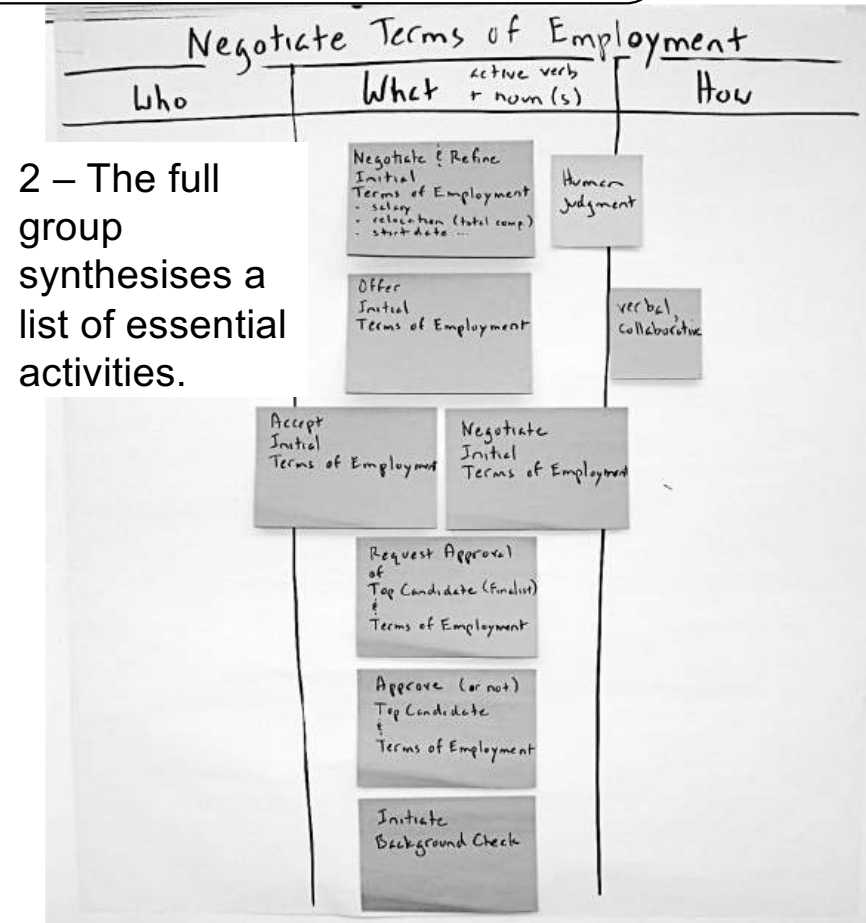 Negotiate Terms of Employment
Who
What
active verb
+ noun(s)
How
2 – The full
group
synthesises a
list of essential
activities.
Negotiate & Refine
Initial
Terms of Employment
• salary
• relocation (total comp)
• start date ...
Human
Judgment
Offer
Initial
Terms of Employment
verbal,
collaborative
Accept
Initial
Terms of Employment
Negotiate
Initial
Terms of Employment
Request Approval
of
Top Candidate (Finalist)
&
Terms of Employment
Approve (or not)
Top Candidate
&
Terms of Employment
Initiate
Background Check